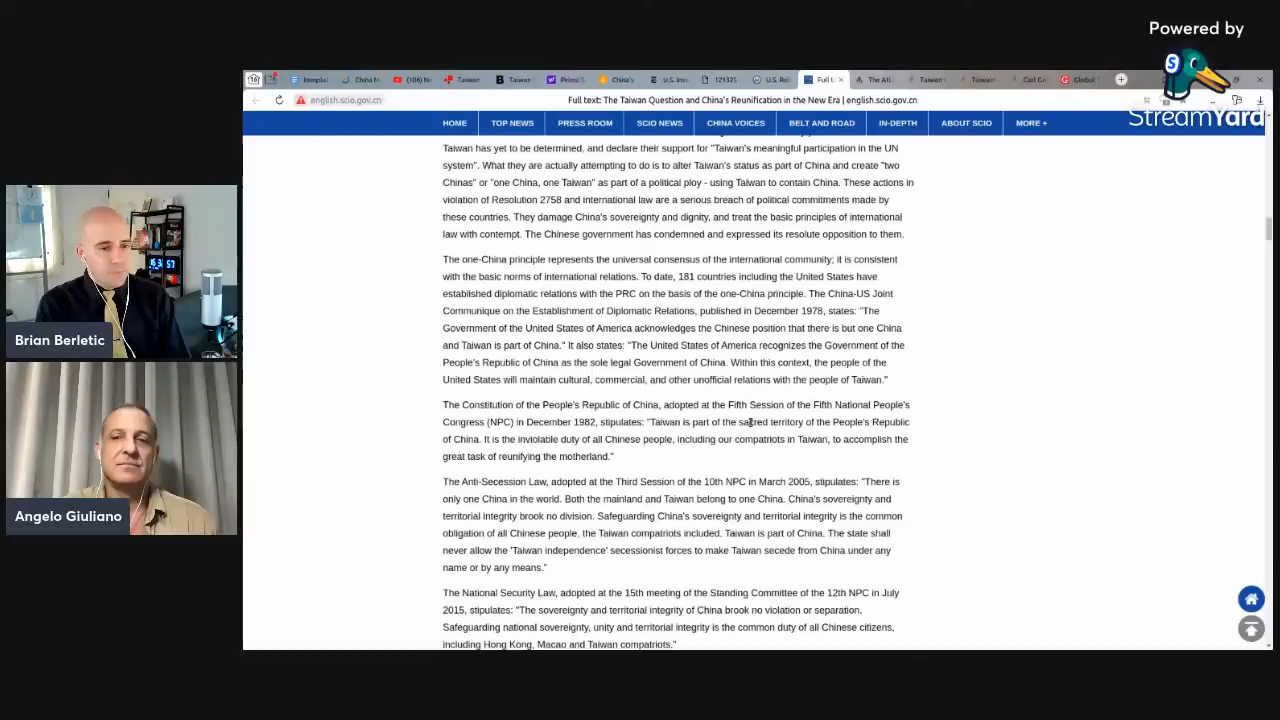 Powered by
StreamYard
templat
China M
(106) N
Taiwan
Taiwan
Pelosi S
China's
U.S. Ins
121325
U.S. Rel
Full t
The Atl
Taiwan
Taiwan's
Carl Ge
Global T
english.scio.gov.cn
Full text: The Taiwan Question and China's Reunification in the New Era | english.scio.gov.cn
HOME TOP NEWS PRESS ROOM SCIO NEWS CHINA VOICES BELT AND ROAD IN-DEPTH ABOUT SCIO MORE +
Taiwan has yet to be determined, and declare their support for "Taiwan's meaningful participation in the UN
system". What they are actually attempting to do is to alter Taiwan's status as part of China and create "two
Chinas" or "one China, one Taiwan" as part of a political ploy - using Taiwan to contain China. These actions in
violation of Resolution 2758 and international law are a serious breach of political commitments made by
these countries. They damage China's sovereignty and dignity, and treat the basic principles of international
law with contempt. The Chinese government has condemned and expressed its resolute opposition to them.
The one-China principle represents the universal consensus of the international community; it is consistent
with the basic norms of international relations. To date, 181 countries including the United States have
established diplomatic relations with the PRC on the basis of the one-China principle. The China-US Joint
Communique on the Establishment of Diplomatic Relations, published in December 1978, states: "The
Government of the United States of America acknowledges the Chinese position that there is but one China
and Taiwan is part of China." It also states: "The United States of America recognizes the Government of the
People's Republic of China as the sole legal Government of China. Within this context, the people of the
United States will maintain cultural, commercial, and other unofficial relations with the people of Taiwan."
The Constitution of the People's Republic of China, adopted at the Fifth Session of the Fifth National People's
Congress (NPC) in December 1982, stipulates: "Taiwan is part of the sacred territory of the People's Republic
of China. It is the inviolable duty of all Chinese people, including our compatriots in Taiwan, to accomplish the
great task of reunifying the motherland."
The Anti-Secession Law, adopted at the Third Session of the 10th NPC in March 2005, stipulates: "There is
only one China in the world. Both the mainland and Taiwan belong to one China. China's sovereignty and
territorial integrity brook no division. Safeguarding China's sovereignty and territorial integrity is the common
obligation of all Chinese people, the Taiwan compatriots included. Taiwan is part of China. The state shall
never allow the 'Taiwan independence' secessionist forces to make Taiwan secede from China under any
name or by any means."
The National Security Law, adopted at the 15th meeting of the Standing Committee of the 12th NPC in July
2015, stipulates: "The sovereignty and territorial integrity of China brook no violation or separation.
Safeguarding national sovereignty, unity and territorial integrity is the common duty of all Chinese citizens,
including Hong Kong, Macao and Taiwan compatriots."
Brian Berletic
Angelo Giuliano